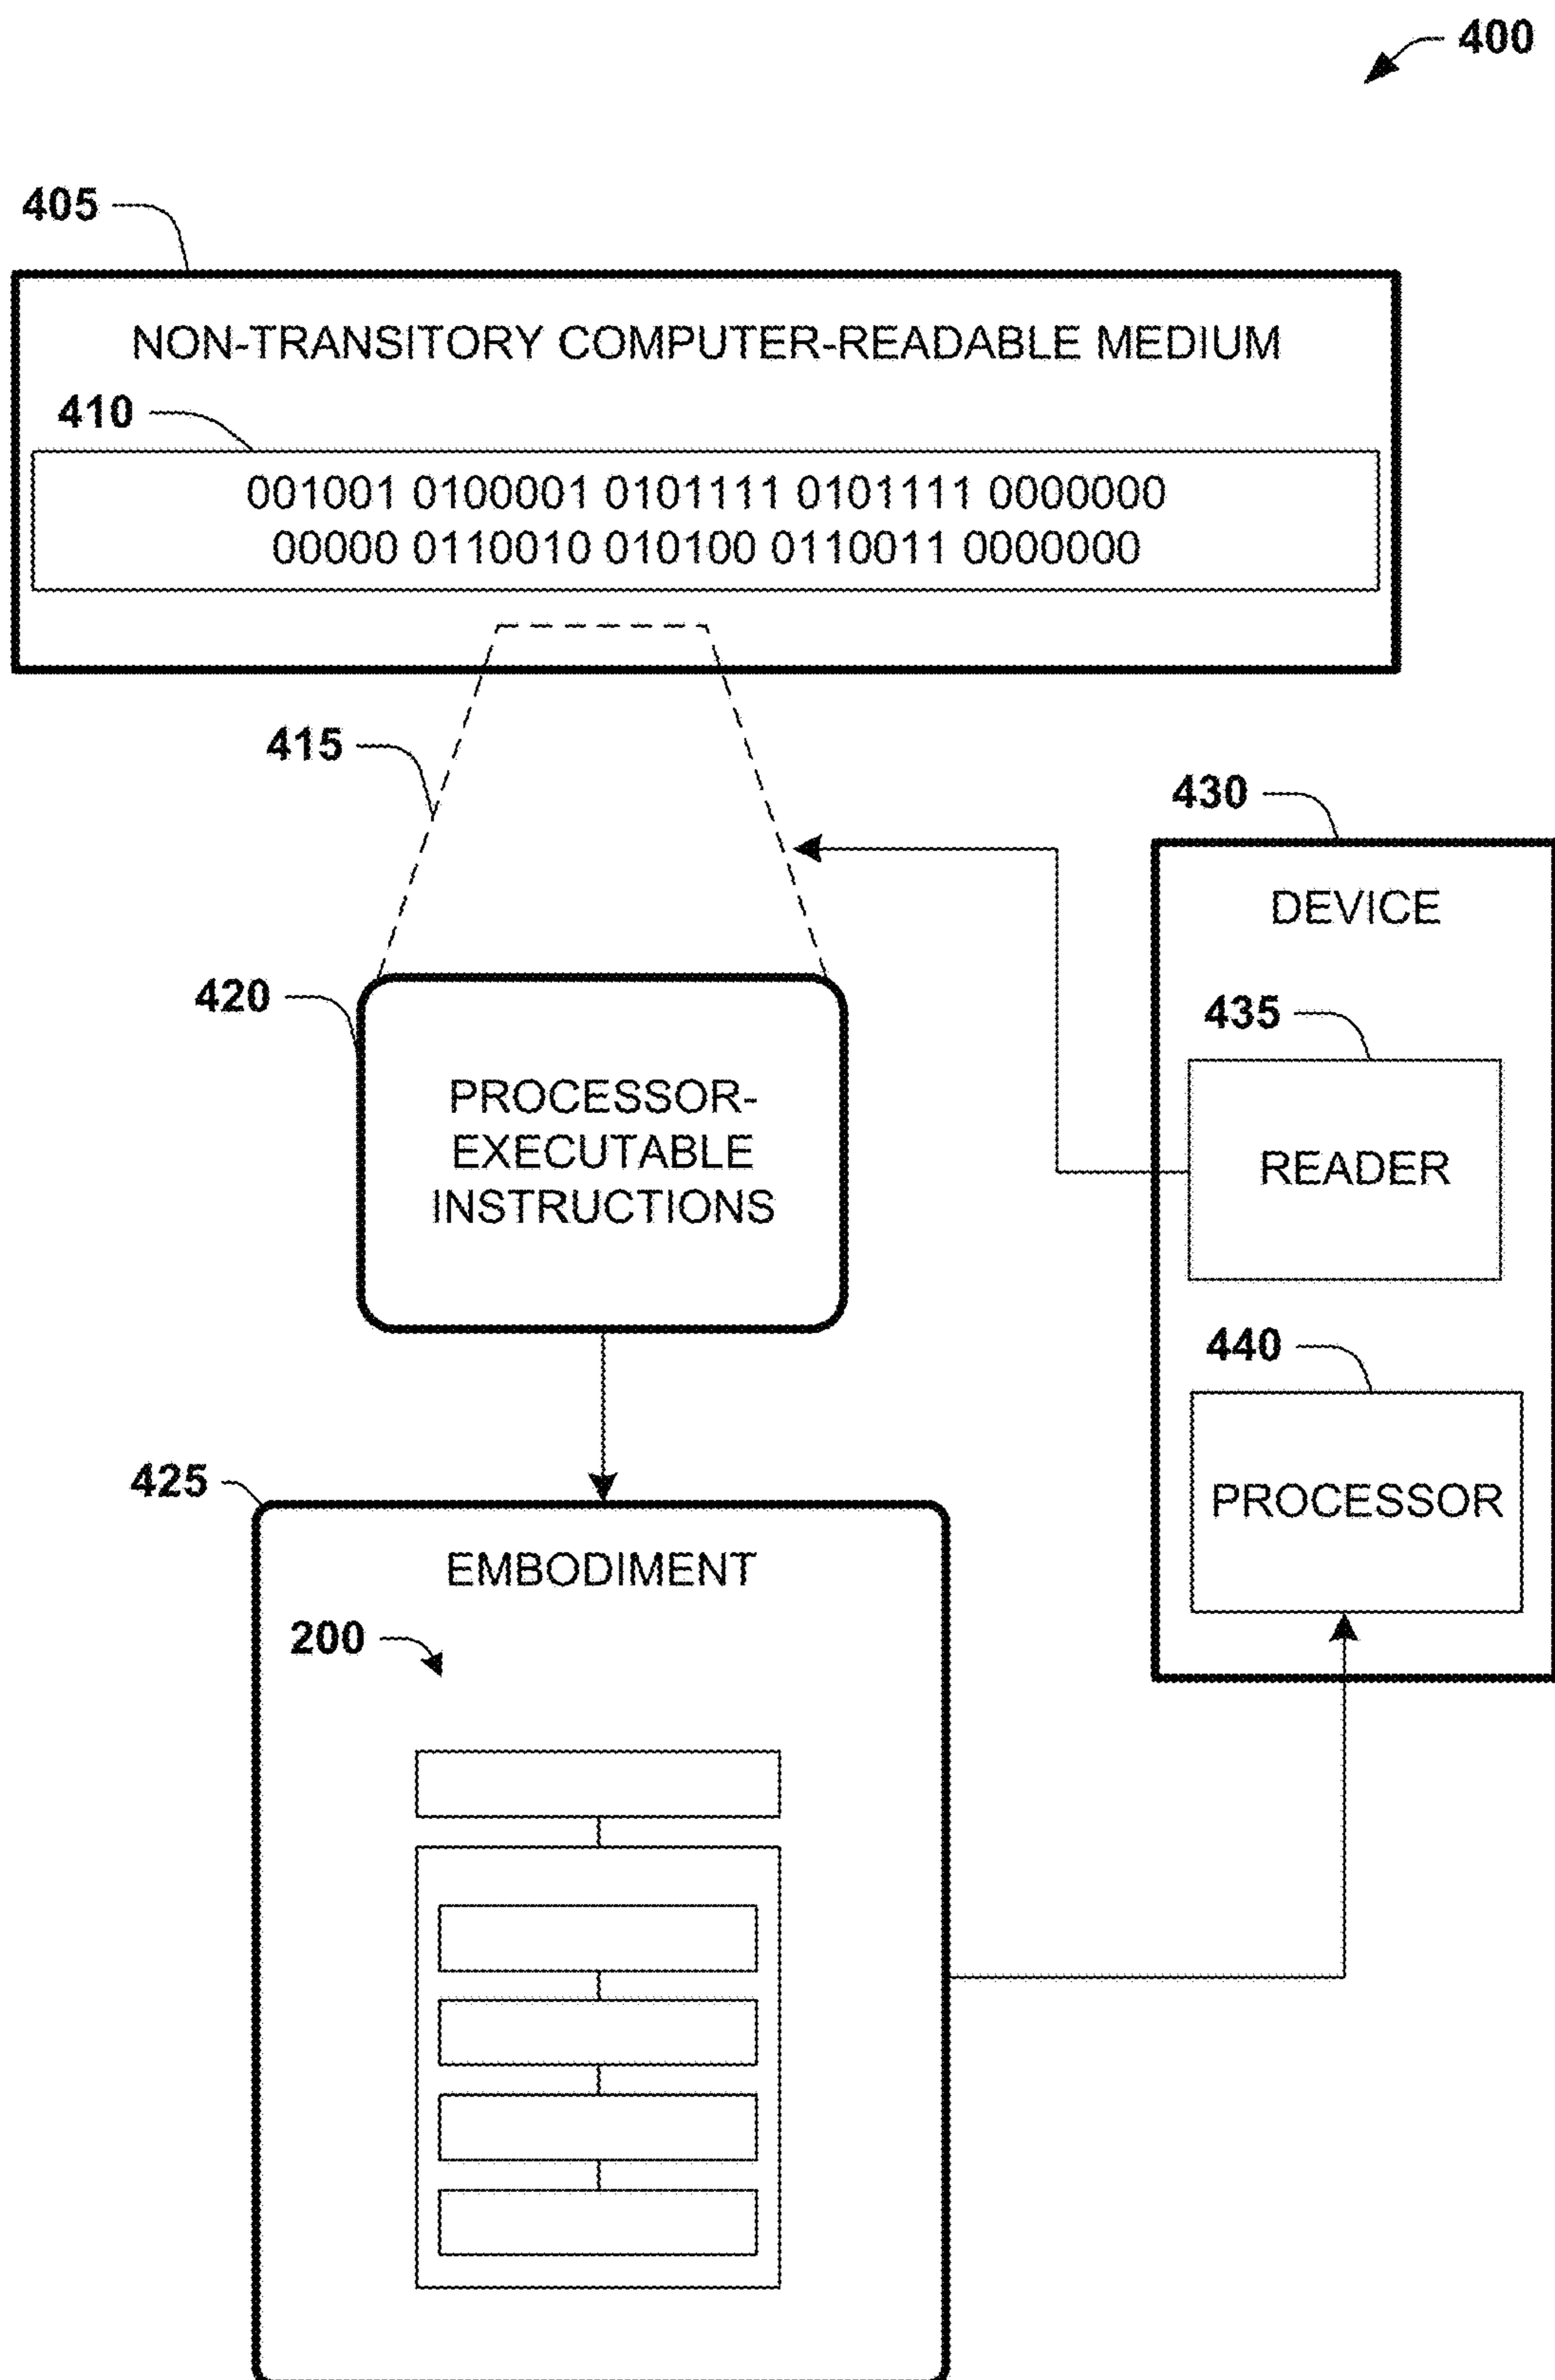 400
405
NON-TRANSITORY COMPUTER-READABLE MEDIUM
410
001001 0100001 0101111 0101111 0000000
00000 0110010 010100 0110011 0000000
415
430
DEVICE
420
435
PROCESSOR-
EXECUTABLE
INSTRUCTIONS
READER
440
PROCESSOR
425
EMBODIMENT
200